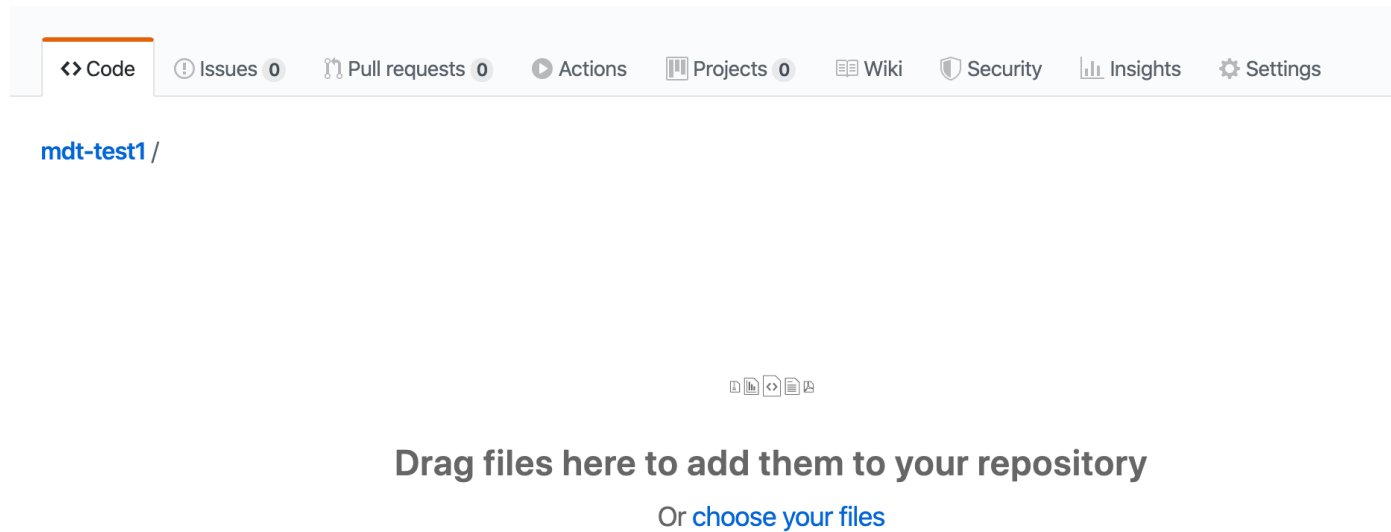 <> Code Issues 0 Pull requests 0 Actions Projects 0 Wiki Security Insights Settings
mdt-test1 /
Drag files here to add them to your repository
Or choose your files